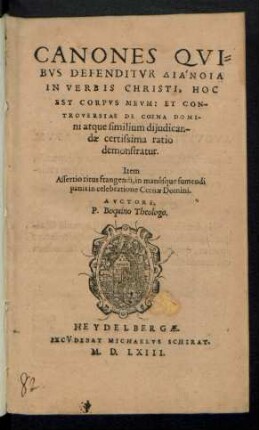 CANONES QVI-
BVS DEFENDITVR ΔΙΑΝΟΙΑ
IN VERBIS CHRISTI, HOC
EST CORPVS MEVM: ET CON-
TROVERSIAE DE COENA DOMI-
ni atque similium dijudican-
dæ certissima ratio
demonstratur.
Item
Assertio ritus frangendi, in manusque sumendi
panis in celebratione Cœnæ Domini.
AVCTORE,
P. Boquino Theologo.
HEYDELBERGÆ.
EXCVDEBAT MICHAELVS SCHIRAT.
M. D. LXIII.
82